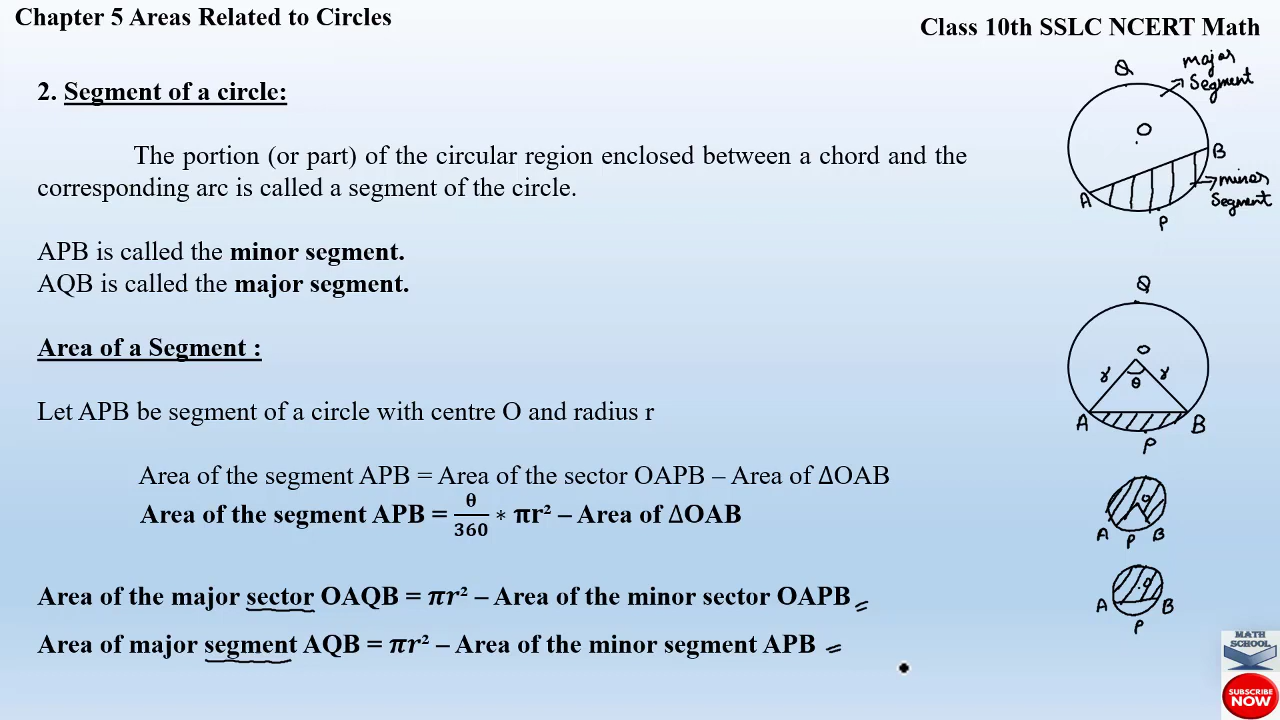 Chapter 5 Areas Related to Circles
Class 10th SSLC NCERT Math
2. Segment of a circle:
The portion (or part) of the circular region enclosed between a chord and the
corresponding arc is called a segment of the circle.
APB is called the minor segment.
AQB is called the major segment.
Area of a Segment :
Let APB be segment of a circle with centre O and radius r
Area of the segment APB = Area of the sector OAPB – Area of ΔOAB
Area of the segment APB = θ/360 ∗ πr² – Area of ΔOAB
Area of the major sector OAQB = πr² – Area of the minor sector OAPB
Area of major segment AQB = πr² – Area of the minor segment APB
Q
major
segment
O
B
A
minor
segment
P
Q
O
r
r
θ
A
B
P
O
A
P
B
O
A
B
P
MATH
SCHOOL
SUBSCRIBE
NOW